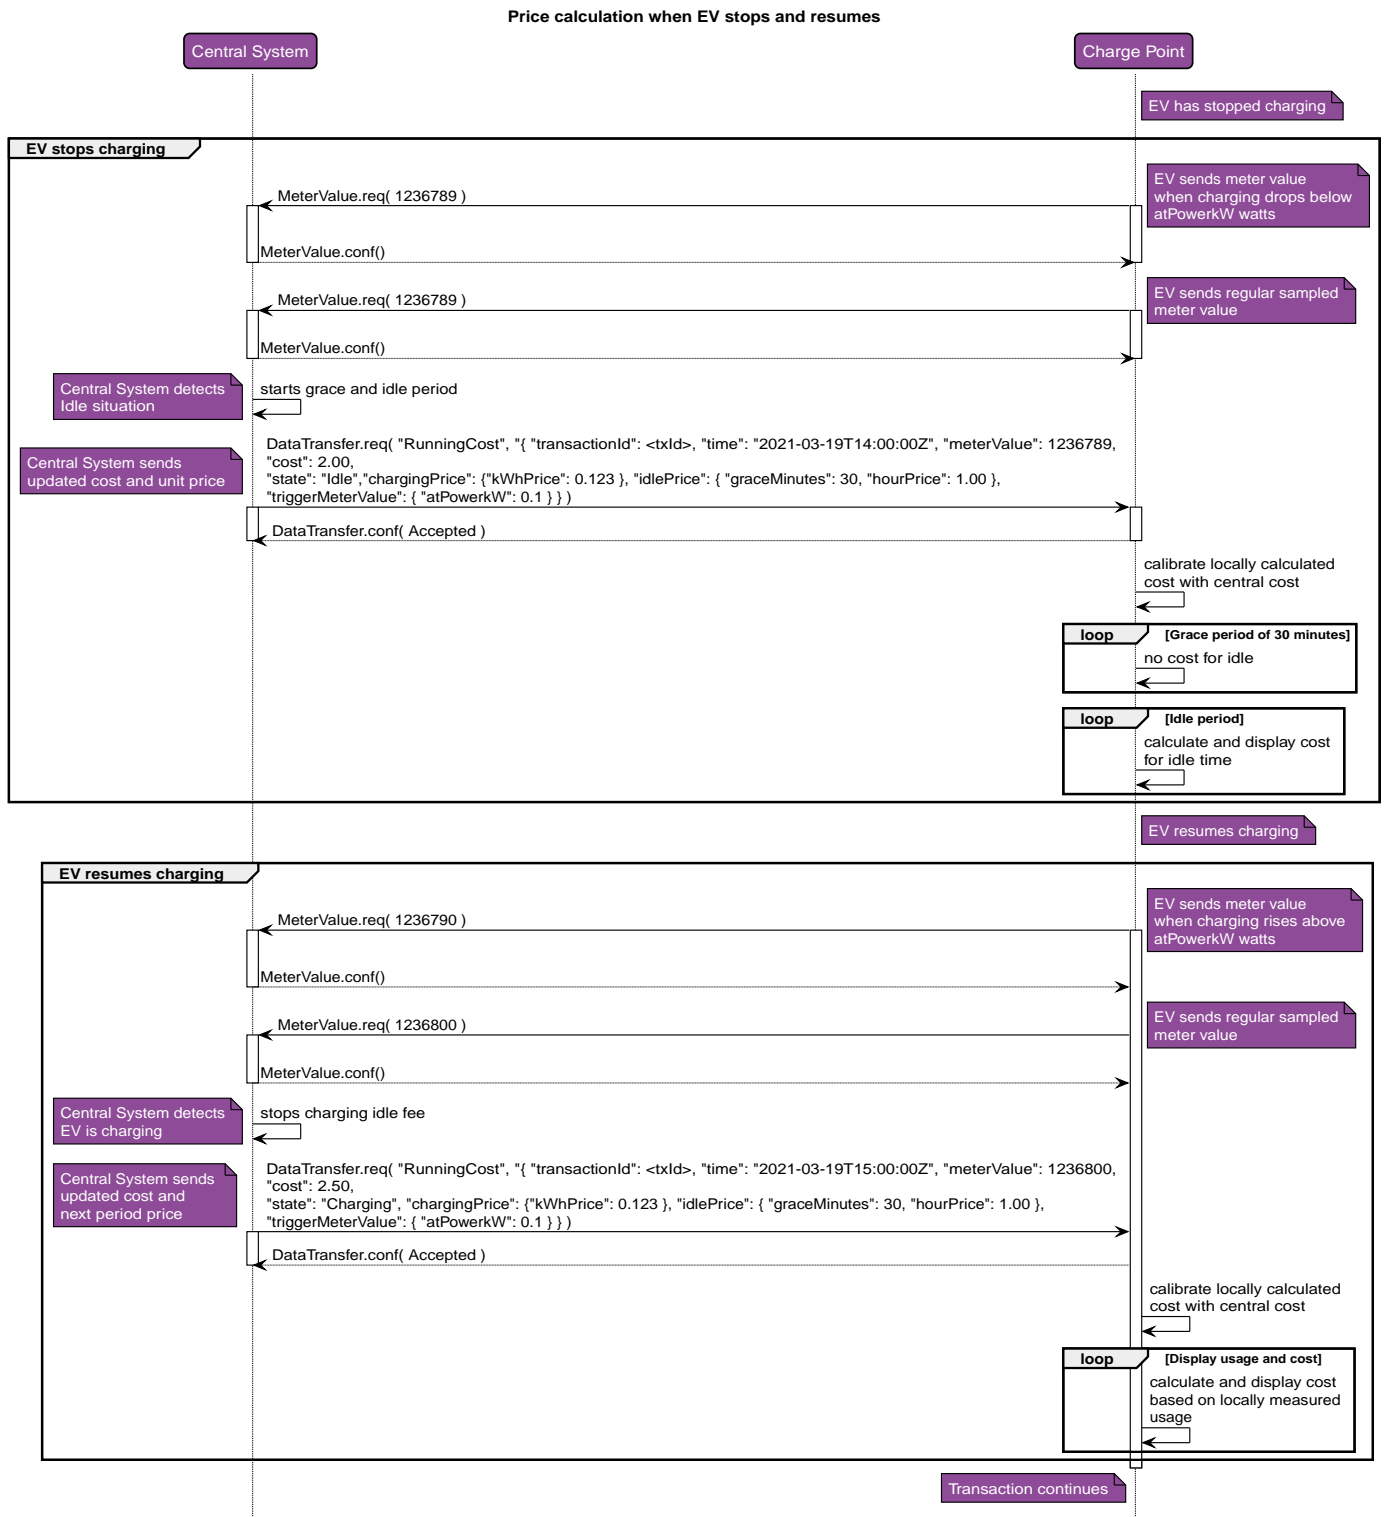 Price calculation when EV stops and resumes
Central System
Charge Point
EV has stopped charging
EV stops charging
EV sends meter value
when charging drops below
atPowerkW watts
MeterValue.req( 1236789 )
MeterValue.conf()
EV sends regular sampled
meter value
MeterValue.req( 1236789 )
MeterValue.conf()
Central System detects
Idle situation
starts grace and idle period
Central System sends
updated cost and unit price
DataTransfer.req( "RunningCost", "{ "transactionId": <txId>, "time": "2021-03-19T14:00:00Z", "meterValue": 1236789,
"cost": 2.00,
"state": "Idle","chargingPrice": {"kWhPrice": 0.123 }, "idlePrice": { "graceMinutes": 30, "hourPrice": 1.00 },
"triggerMeterValue": { "atPowerkW": 0.1 } } )
DataTransfer.conf( Accepted )
calibrate locally calculated
cost with central cost
loop
[Grace period of 30 minutes]
no cost for idle
loop
[Idle period]
calculate and display cost
for idle time
EV resumes charging
EV resumes charging
EV sends meter value
when charging rises above
atPowerkW watts
MeterValue.req( 1236790 )
MeterValue.conf()
EV sends regular sampled
meter value
MeterValue.req( 1236800 )
MeterValue.conf()
Central System detects
EV is charging
stops charging idle fee
Central System sends
updated cost and
next period price
DataTransfer.req( "RunningCost", "{ "transactionId": <txId>, "time": "2021-03-19T15:00:00Z", "meterValue": 1236800,
"cost": 2.50,
"state": "Charging", "chargingPrice": {"kWhPrice": 0.123 }, "idlePrice": { "graceMinutes": 30, "hourPrice": 1.00 },
"triggerMeterValue": { "atPowerkW": 0.1 } } )
DataTransfer.conf( Accepted )
calibrate locally calculated
cost with central cost
loop
[Display usage and cost]
calculate and display cost
based on locally measured
usage
Transaction continues